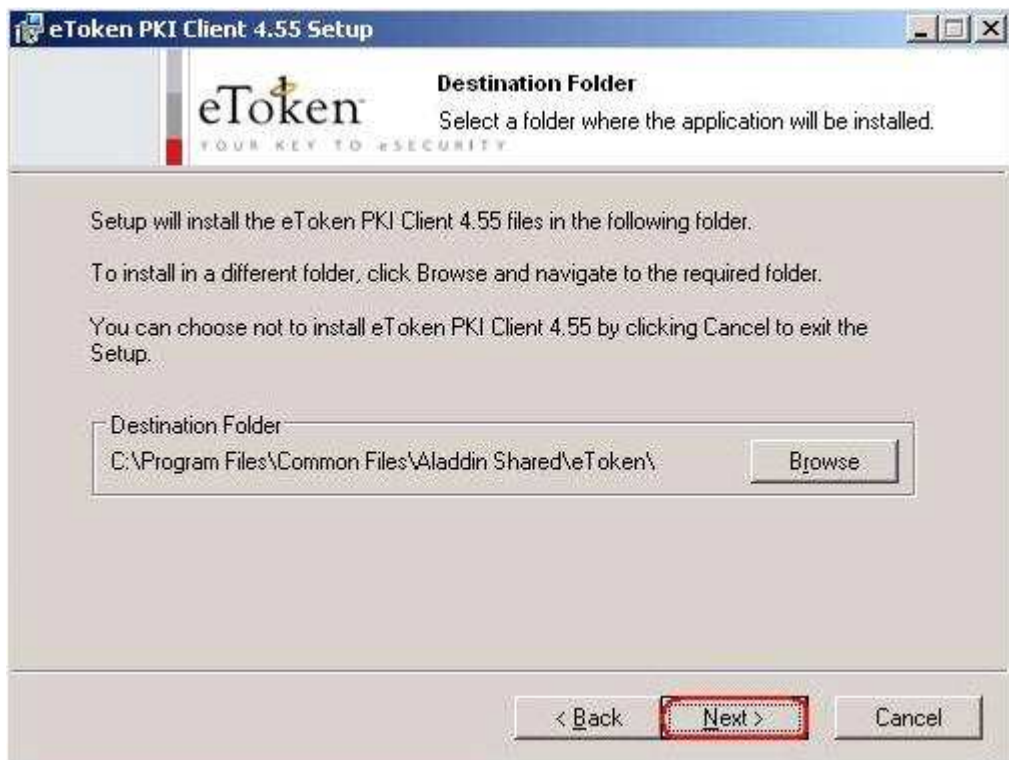 eToken PKI Client 4.55 Setup
eToken
YOUR KEY TO eSECURITY
Destination Folder
Select a folder where the application will be installed.
Setup will install the eToken PKI Client 4.55 files in the following folder.
To install in a different folder, click Browse and navigate to the required folder.
You can choose not to install eToken PKI Client 4.55 by clicking Cancel to exit the
Setup.
Destination Folder
C:\Program Files\Common Files\Aladdin Shared\eToken\
Browse
< Back
Next >
Cancel